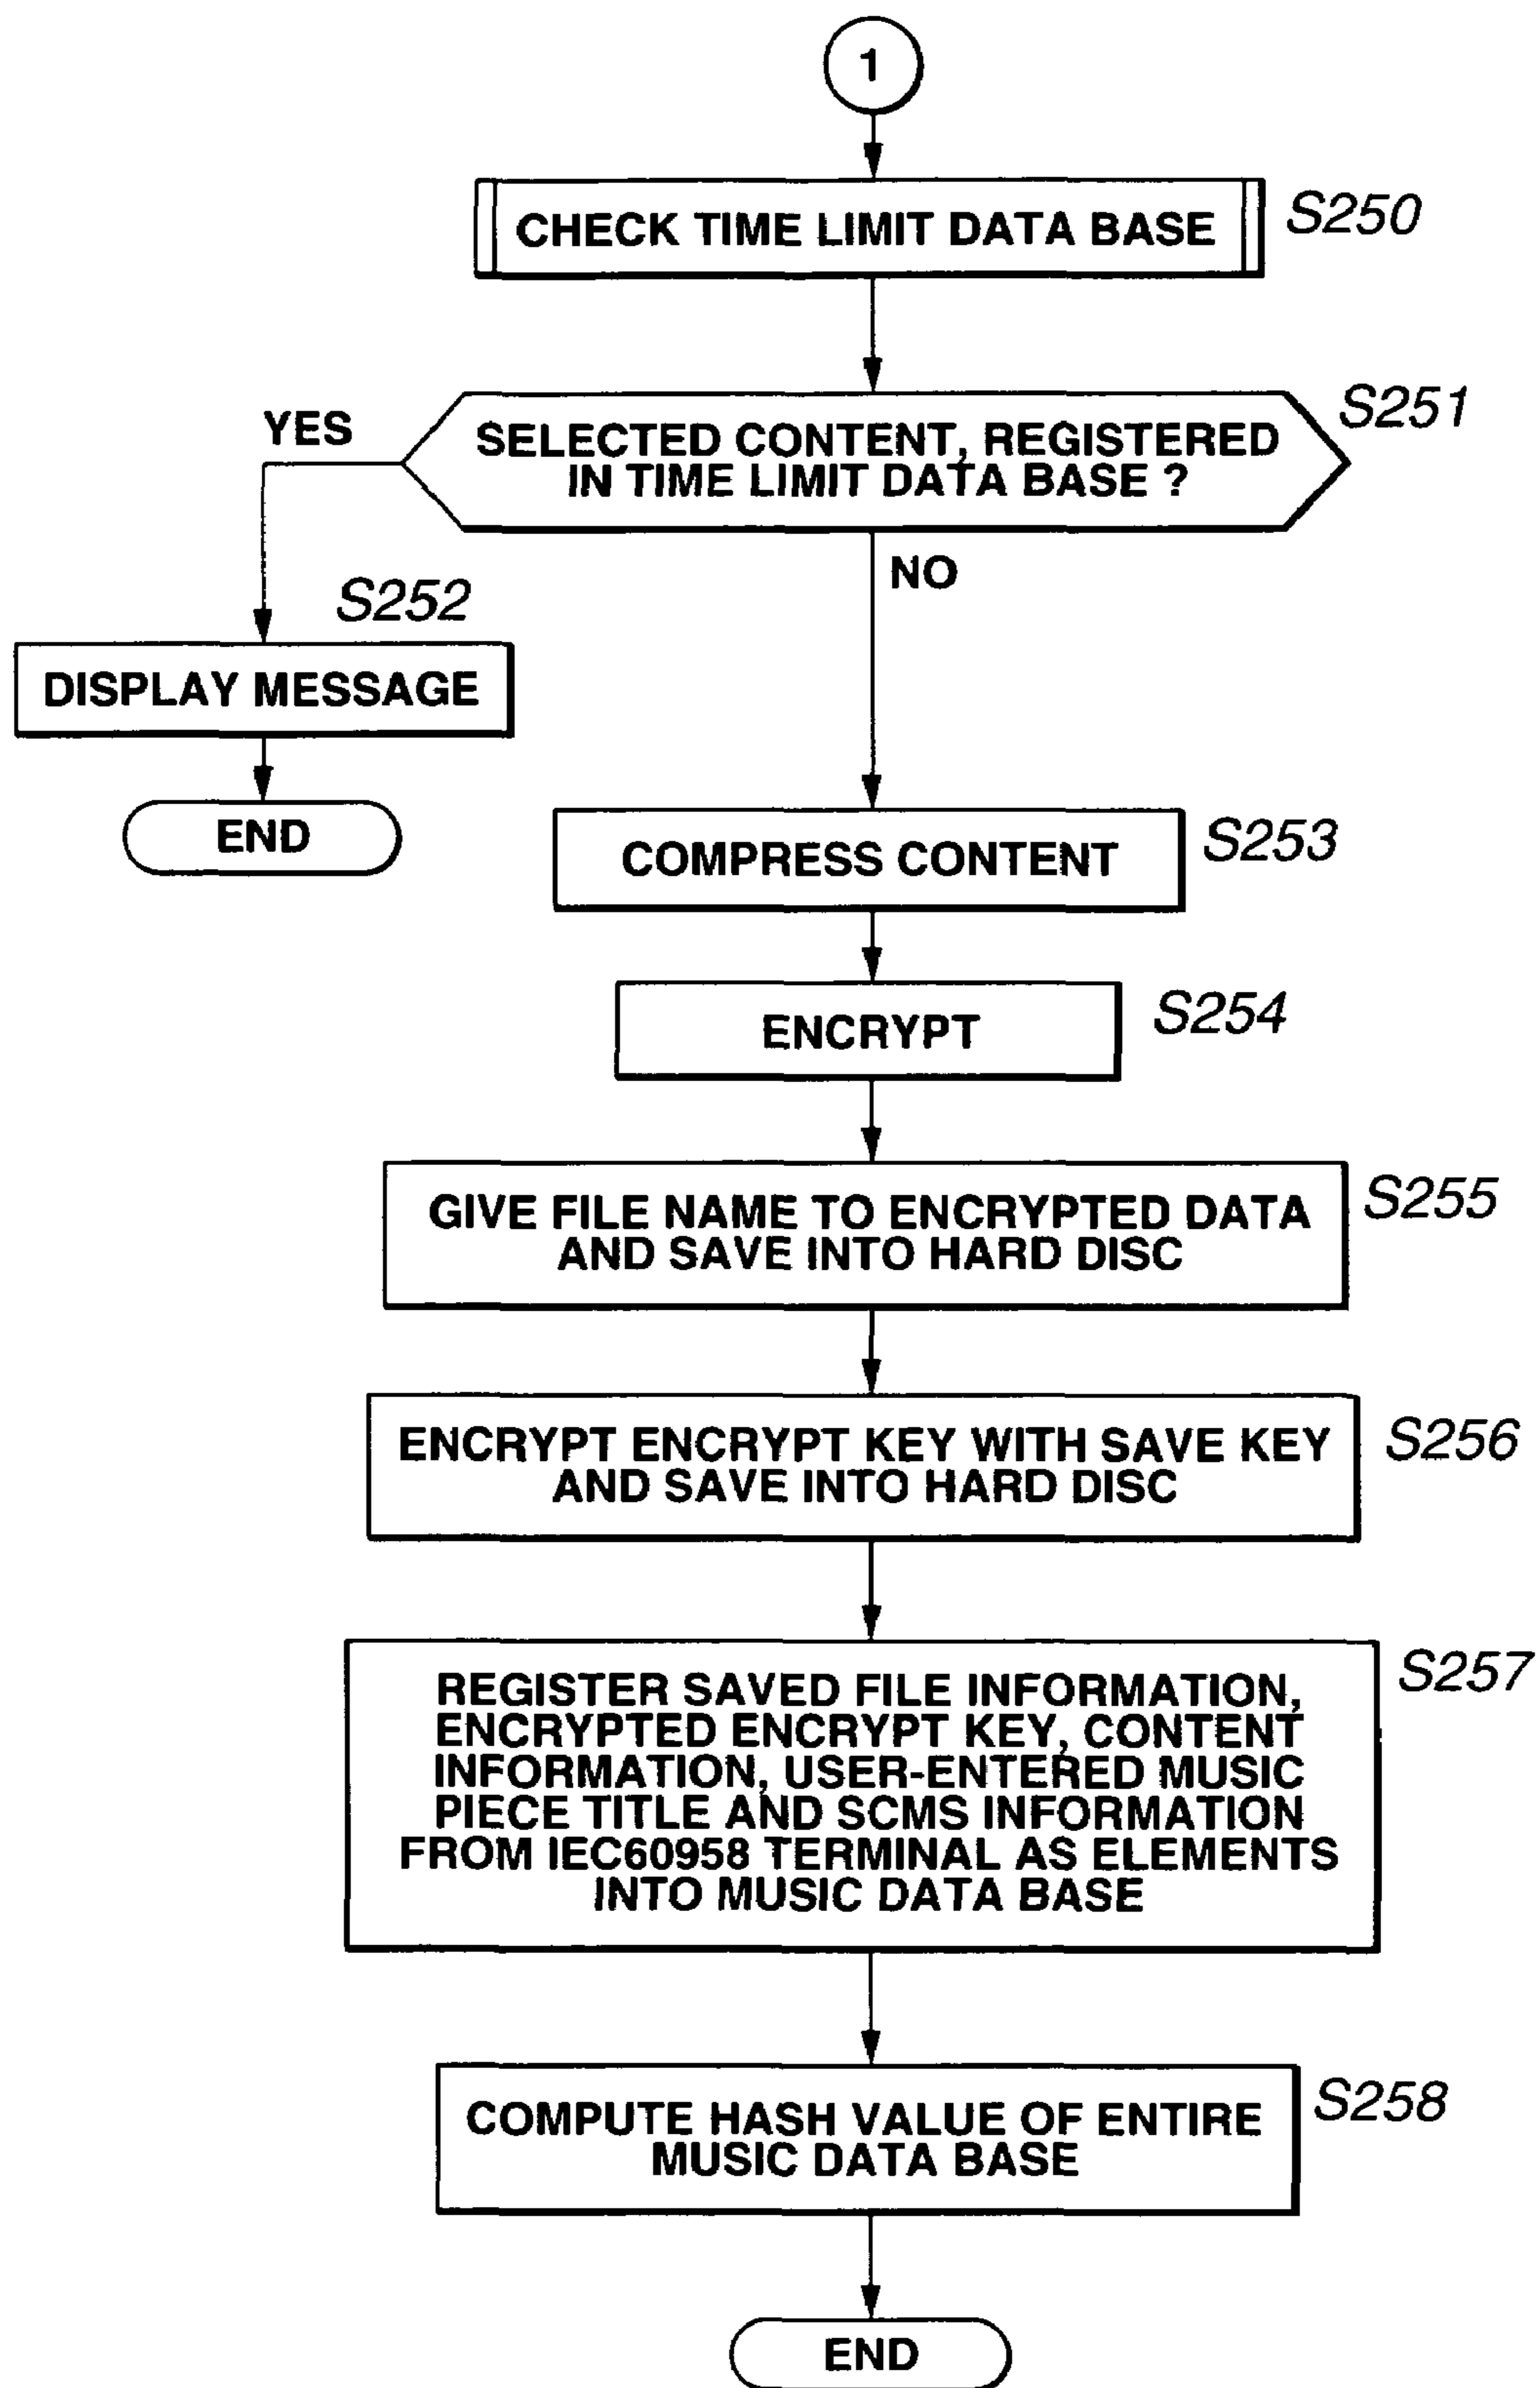 1
CHECK TIME LIMIT DATA BASE
S250
SELECTED CONTENT, REGISTERED
IN TIME LIMIT DATA BASE ?
S251
YES
NO
S252
DISPLAY MESSAGE
END
COMPRESS CONTENT
S253
ENCRYPT
S254
GIVE FILE NAME TO ENCRYPTED DATA
AND SAVE INTO HARD DISC
S255
ENCRYPT ENCRYPT KEY WITH SAVE KEY
AND SAVE INTO HARD DISC
S256
REGISTER SAVED FILE INFORMATION,
ENCRYPTED ENCRYPT KEY, CONTENT
INFORMATION, USER-ENTERED MUSIC
PIECE TITLE AND SCMS INFORMATION
FROM IEC60958 TERMINAL AS ELEMENTS
INTO MUSIC DATA BASE
S257
COMPUTE HASH VALUE OF ENTIRE
MUSIC DATA BASE
S258
END